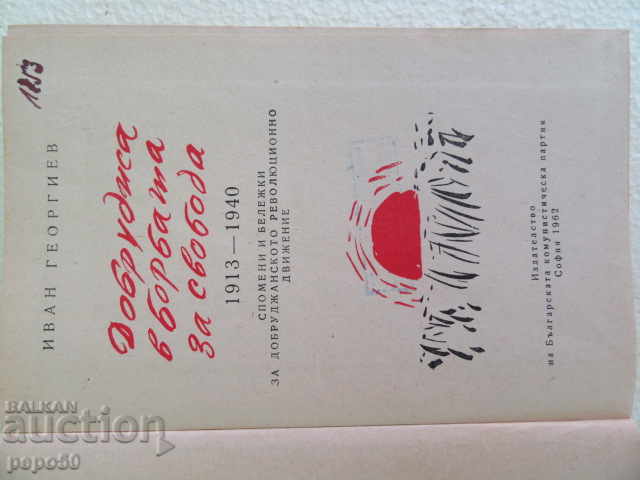 1253
ИВАН ГЕОРГИЕВ
Добруджа
в борбата
за свобода
1913—1940
СПОМЕНИ И БЕЛЕЖКИ
ЗА ДОБРУДЖАНСКОТО РЕВОЛЮЦИОННО
ДВИЖЕНИЕ
Издателство
на Българската комунистическа партия
София 1962
BALKAN
auction
popo50